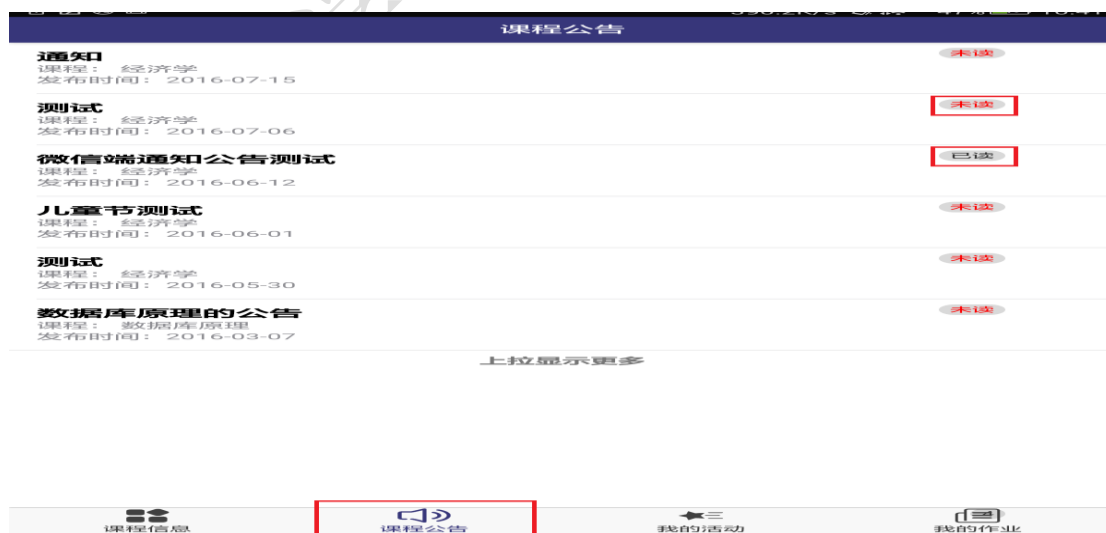 课程公告
通知
未读
课程： 经济学
发布时间： 2016-07-15
测试
未读
课程： 经济学
发布时间： 2016-07-06
微信端通知公告测试
已读
课程： 经济学
发布时间： 2016-06-12
儿童节测试
未读
课程： 经济学
发布时间： 2016-06-01
测试
未读
课程： 经济学
发布时间： 2016-05-30
数据库原理的公告
未读
课程： 数据库原理
发布时间： 2016-03-07
上拉显示更多
课程信息
课程公告
我的活动
我的作业